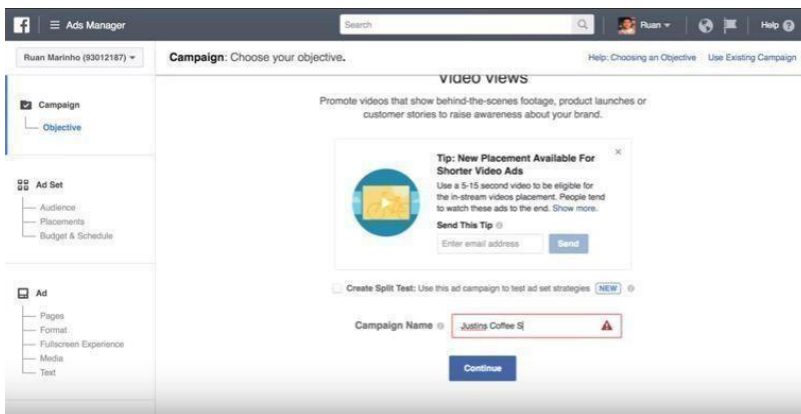 Ads Manager
Search
Ruan
Help
Ruan Marinho (93012187)
Campaign: Choose your objective.
Help: Choosing an Objective
Use Existing Campaign
Campaign
Objective
Ad Set
Audience
Placements
Budget & Schedule
Ad
Pages
Format
Fullscreen Experience
Media
Text
Video Views
Promote videos that show behind-the-scenes footage, product launches or
customer stories to raise awareness about your brand.
Tip: New Placement Available For
Shorter Video Ads
Use a 5-15 second video to be eligible for
the in-stream videos placement. People tend
to watch these ads to the end. Show more.
Send This Tip
Enter email address
Send
Create Split Test: Use this ad campaign to test ad set strategies NEW
Campaign Name
Justins Coffee S
Continue